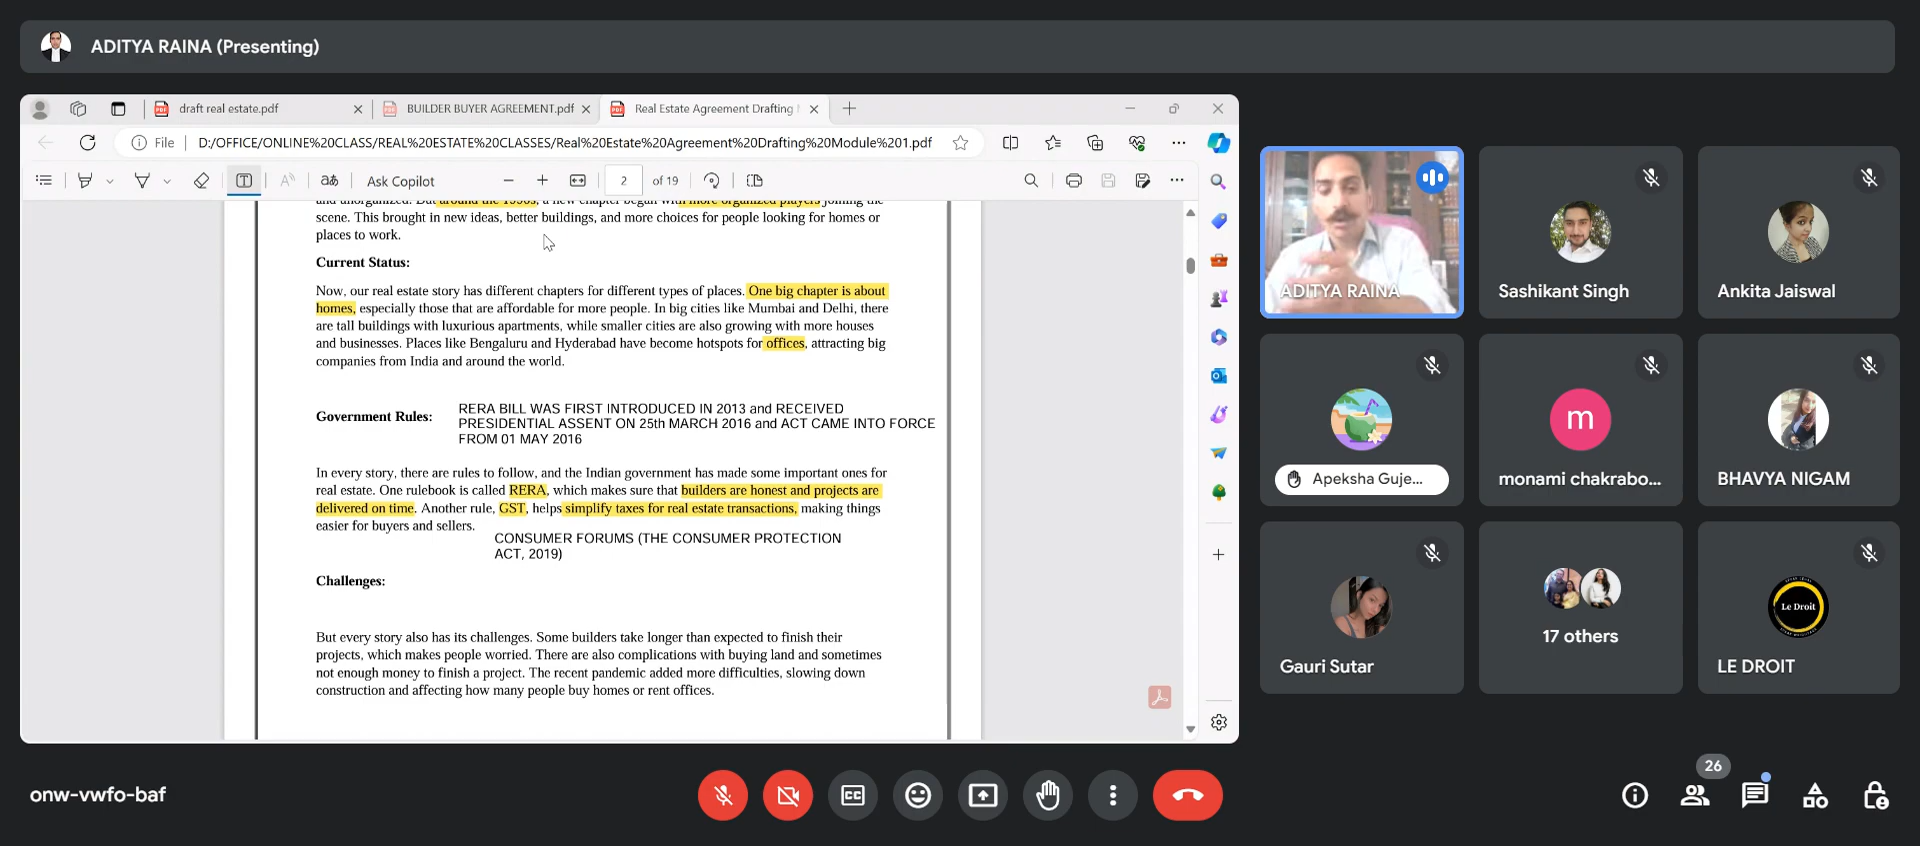 ADITYA RAINA (Presenting)
draft real estate.pdf
BUILDER BUYER AGREEMENT.pdf
Real Estate Agreement Drafting
File
D:/OFFICE/ONLINE%20CLASS/REAL%20ESTATE%20CLASSES/Real%20Estate%20Agreement%20Drafting%20Module%201.pdf
Ask Copilot
2 of 19
and unorganized. But around the 1990s, a new chapter began with more organized players joining the
scene. This brought in new ideas, better buildings, and more choices for people looking for homes or
places to work.
Current Status:
Now, our real estate story has different chapters for different types of places. One big chapter is about
homes, especially those that are affordable for more people. In big cities like Mumbai and Delhi, there
are tall buildings with luxurious apartments, while smaller cities are also growing with more houses
and businesses. Places like Bengaluru and Hyderabad have become hotspots for offices, attracting big
companies from India and around the world.
Government Rules:
RERA BILL WAS FIRST INTRODUCED IN 2013 and RECEIVED
PRESIDENTIAL ASSENT ON 25th MARCH 2016 and ACT CAME INTO FORCE
FROM 01 MAY 2016
In every story, there are rules to follow, and the Indian government has made some important ones for
real estate. One rulebook is called RERA, which makes sure that builders are honest and projects are
delivered on time. Another rule, GST, helps simplify taxes for real estate transactions, making things
easier for buyers and sellers.
CONSUMER FORUMS (THE CONSUMER PROTECTION
ACT, 2019)
Challenges:
But every story also has its challenges. Some builders take longer than expected to finish their
projects, which makes people worried. There are also complications with buying land and sometimes
not enough money to finish a project. The recent pandemic added more difficulties, slowing down
construction and affecting how many people buy homes or rent offices.
ADITYA RAINA
Sashikant Singh
Ankita Jaiswal
Apeksha Guje...
m
monami chakrabo...
BHAVYA NIGAM
Gauri Sutar
17 others
Le Droit
LE DROIT
onw-vwfo-baf
26